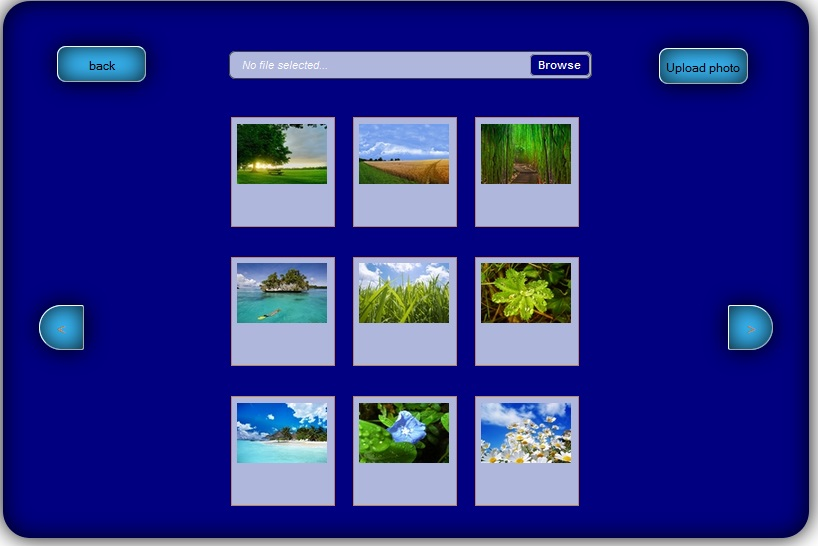 back
No file selected...
Browse
Upload photo
<
>